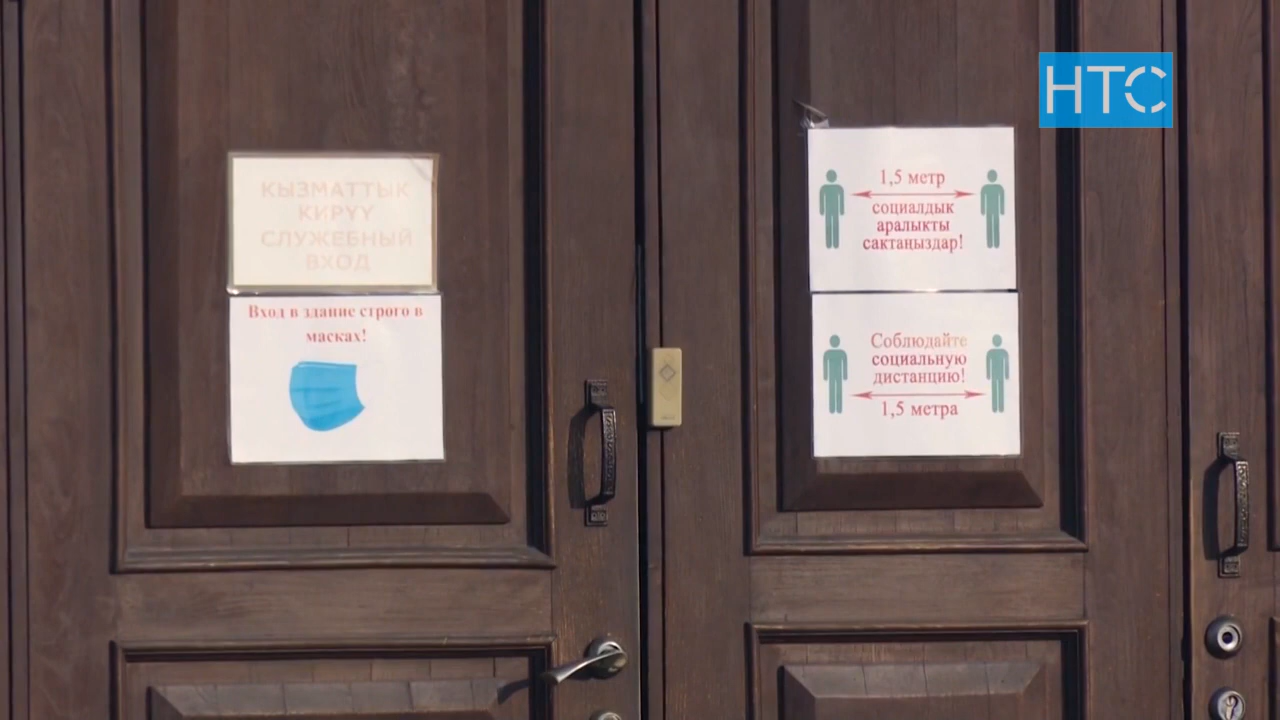 НТС
КЫЗМАТТЫК
КИРҮҮ
СЛУЖЕБНЫЙ
ВХОД
Вход в здание строго в
масках!
1,5 метр
социалдык
аралыкты
сактаңыздар!
Соблюдайте
социальную
дистанцию!
1,5 метра